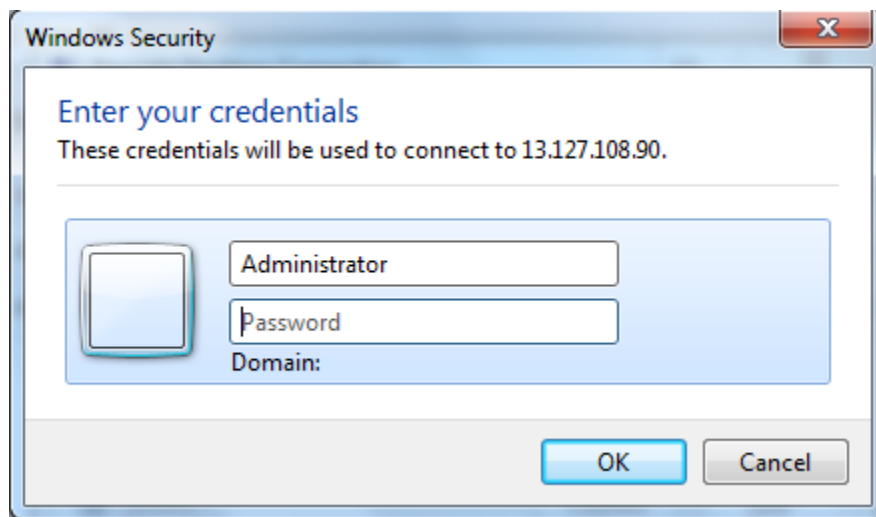 Windows Security
Enter your credentials
These credentials will be used to connect to 13.127.108.90.
Administrator
Password
Domain:
OK
Cancel